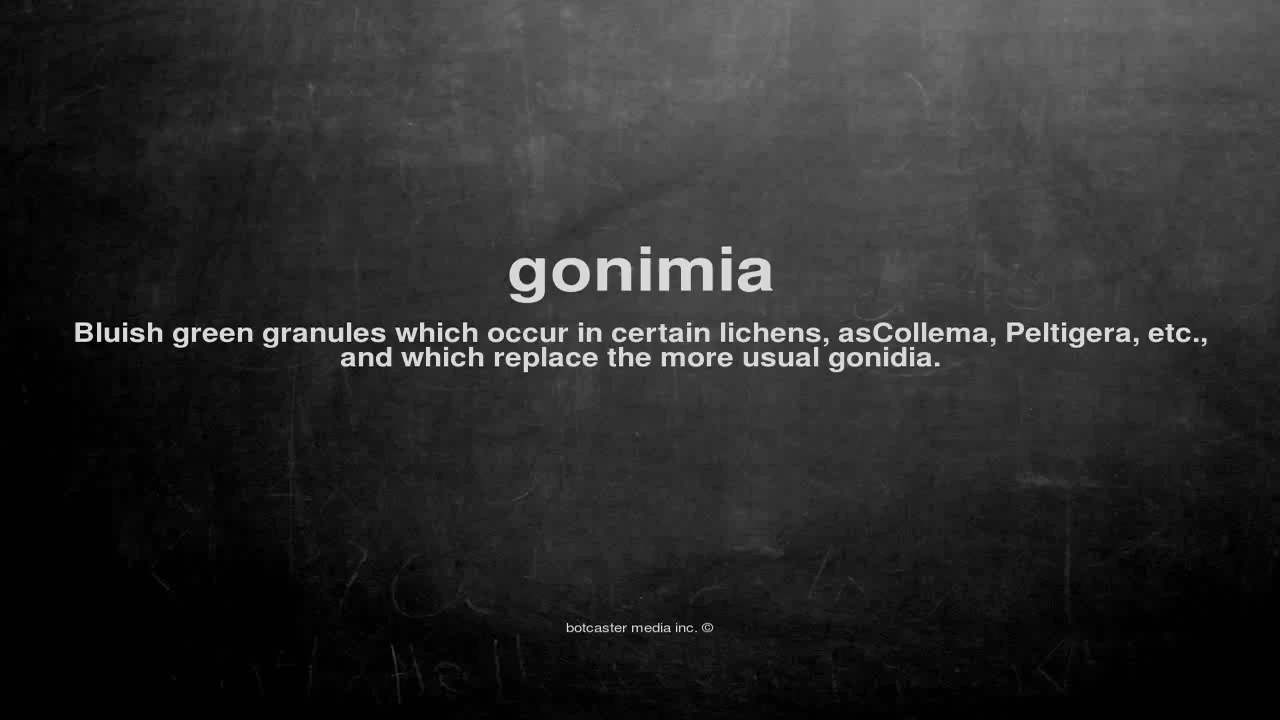 gonimia
Bluish green granules which occur in certain lichens, asCollema, Peltigera, etc.,
and which replace the more usual gonidia.
botcaster media inc. ©